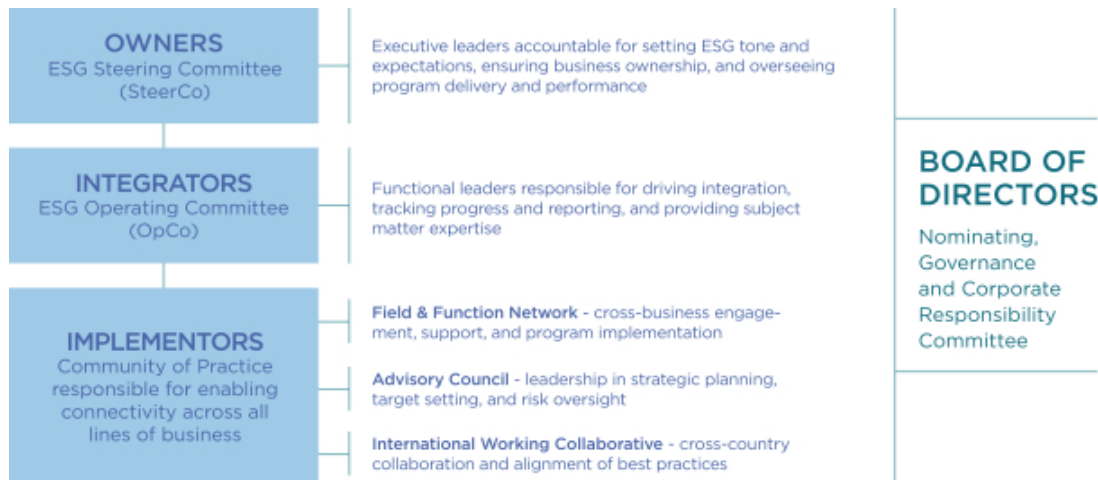 OWNERS
ESG Steering Committee
(SteerCo)
Executive leaders accountable for setting ESG tone and
expectations, ensuring business ownership, and overseeing
program delivery and performance
INTEGRATORS
ESG Operating Committee
(OpCo)
Functional leaders responsible for driving integration,
tracking progress and reporting, and providing subject
matter expertise
IMPLEMENTORS
Community of Practice
responsible for enabling
connectivity across all
lines of business
Field & Function Network - cross-business engage-
ment, support, and program implementation
Advisory Council - leadership in strategic planning,
target setting, and risk oversight
International Working Collaborative - cross-country
collaboration and alignment of best practices
BOARD OF
DIRECTORS
Nominating,
Governance
and Corporate
Responsibility
Committee